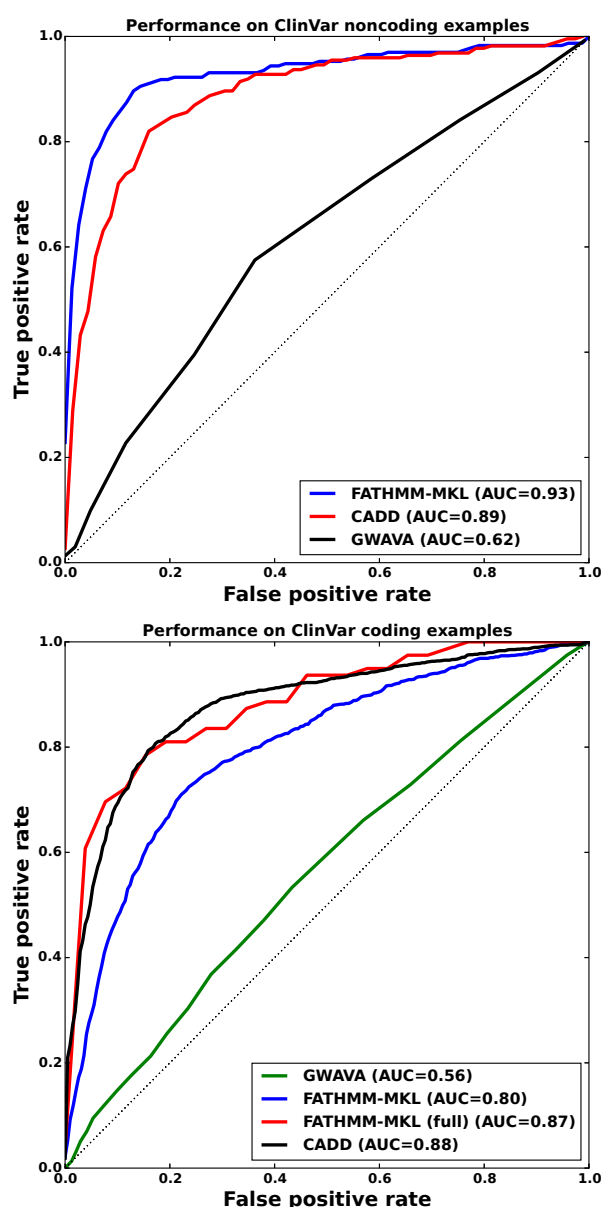 Performance on ClinVar noncoding examples
1.0
0.8
0.6
0.4
0.2
0.0
True positive rate
FATHMM-MKL (AUC=0.93)
CADD (AUC=0.89)
GWAVA (AUC=0.62)
0.0 0.2 0.4 0.6 0.8 1.0
False positive rate
Performance on ClinVar coding examples
1.0
0.8
0.6
0.4
0.2
0.0
True positive rate
GWAVA (AUC=0.56)
FATHMM-MKL (AUC=0.80)
FATHMM-MKL (full) (AUC=0.87)
CADD (AUC=0.88)
0.0 0.2 0.4 0.6 0.8 1.0
False positive rate